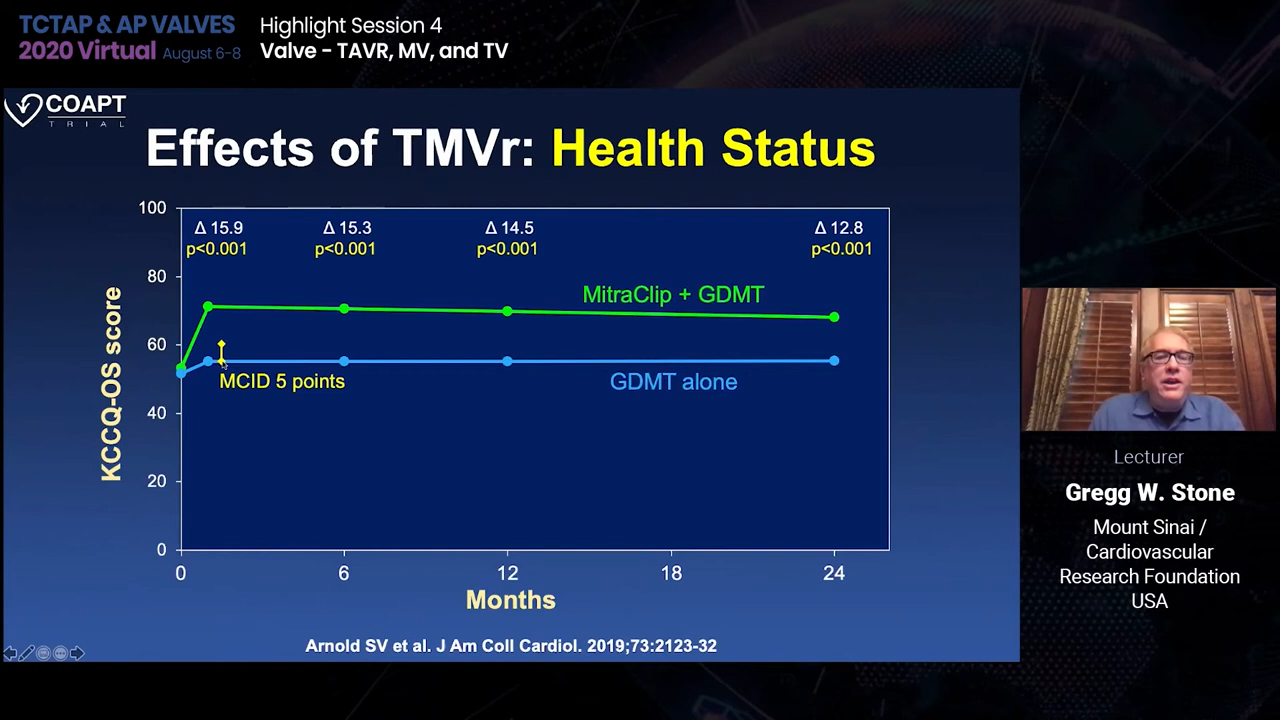 TCTAP & AP VALVES
2020 Virtual August 6-8
Highlight Session 4
Valve - TAVR, MV, and TV
COAPT
TRIAL
Effects of TMVr: Health Status
100
80
60
40
20
0
KCCQ-OS score
Δ 15.9
p<0.001
Δ 15.3
p<0.001
Δ 14.5
p<0.001
Δ 12.8
p<0.001
MitraClip + GDMT
MCID 5 points
GDMT alone
0 6 12 18 24
Months
Arnold SV et al. J Am Coll Cardiol. 2019;73:2123-32
Lecturer
Gregg W. Stone
Mount Sinai /
Cardiovascular
Research Foundation
USA